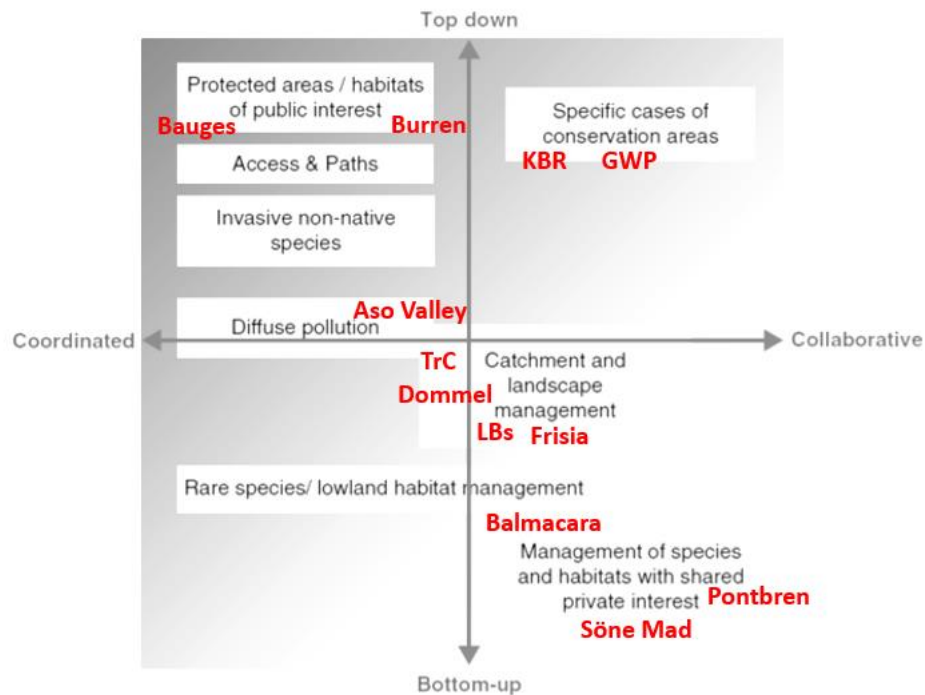 Top down
Protected areas / habitats
of public interest
Bauges
Burren
Specific cases of
conservation areas
KBR
GWP
Access & Paths
Invasive non-native
species
Aso Valley
Diffuse pollution
Coordinated
Collaborative
TrC
Catchment and
landscape
management
Dommel
LBs
Frisia
Rare species/ lowland habitat management
Balmacara
Management of species
and habitats with shared
private interest
Pontbren
Söne Mad
Bottom-up